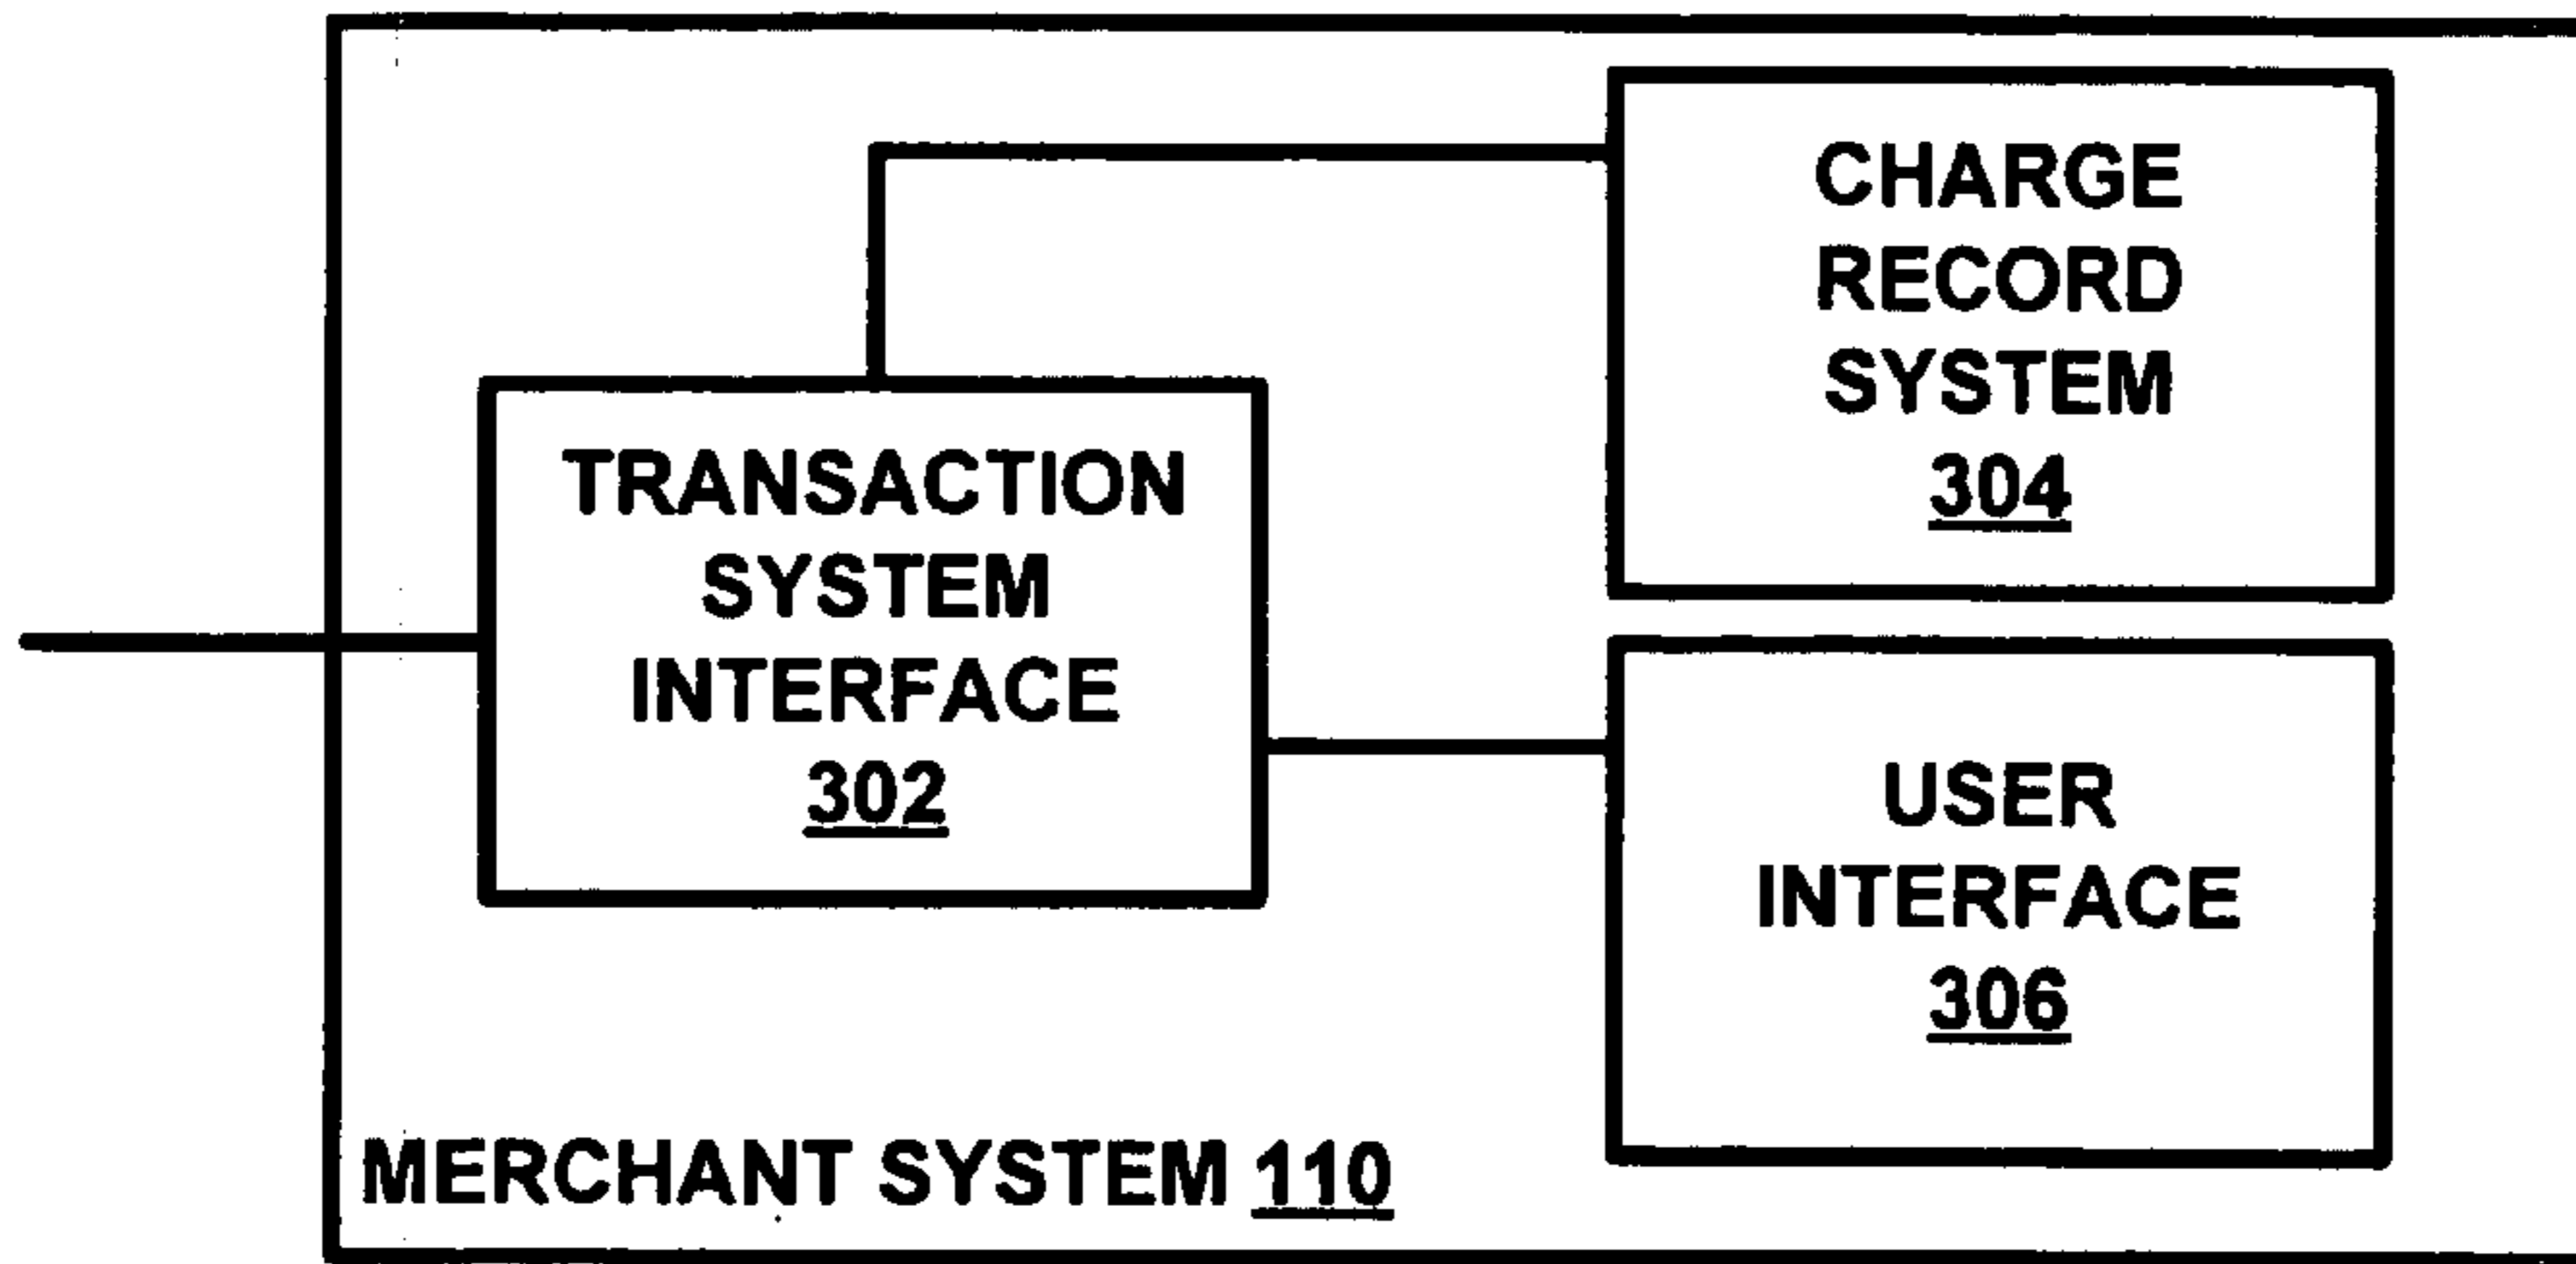 CHARGE
RECORD
SYSTEM
304
TRANSACTION
SYSTEM
INTERFACE
302
USER
INTERFACE
306
MERCHANT SYSTEM 110